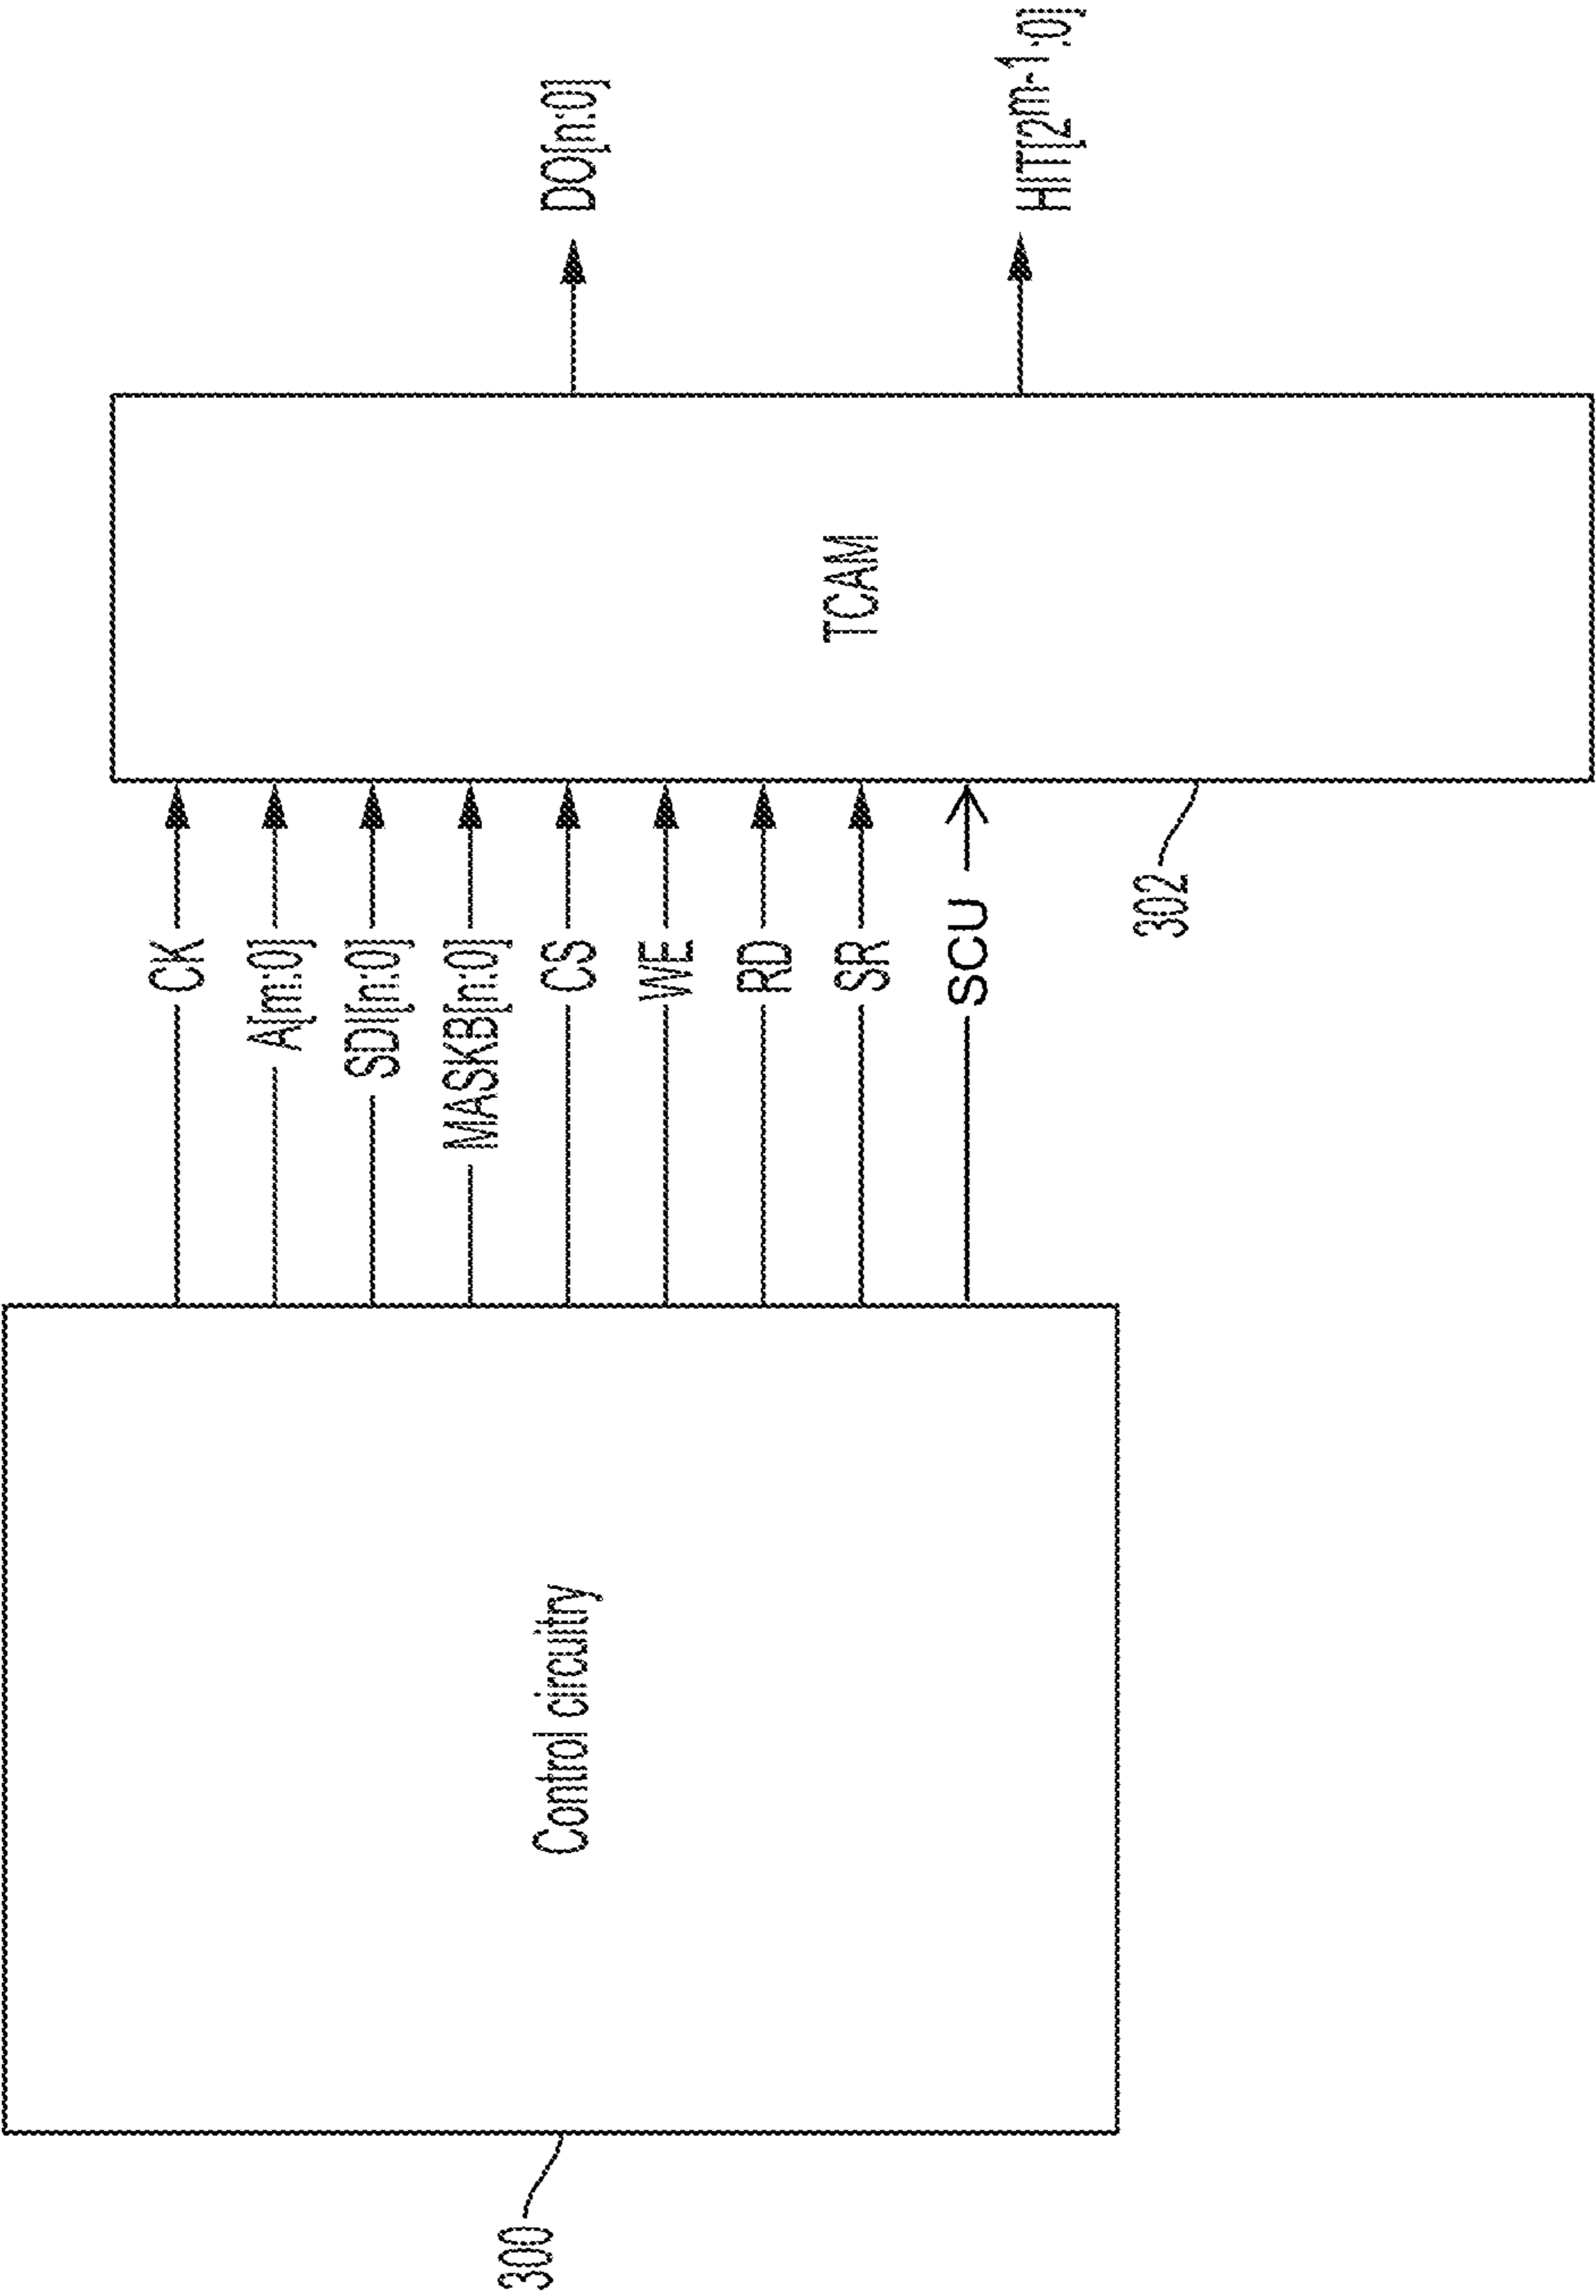 300
Control circuitry
CK
A[m:0]
SDI[n:0]
MASKB[n:0]
CS
WE
RD
SR
SCU
302
TCAM
DO[n:0]
HIT[2m-1:0]